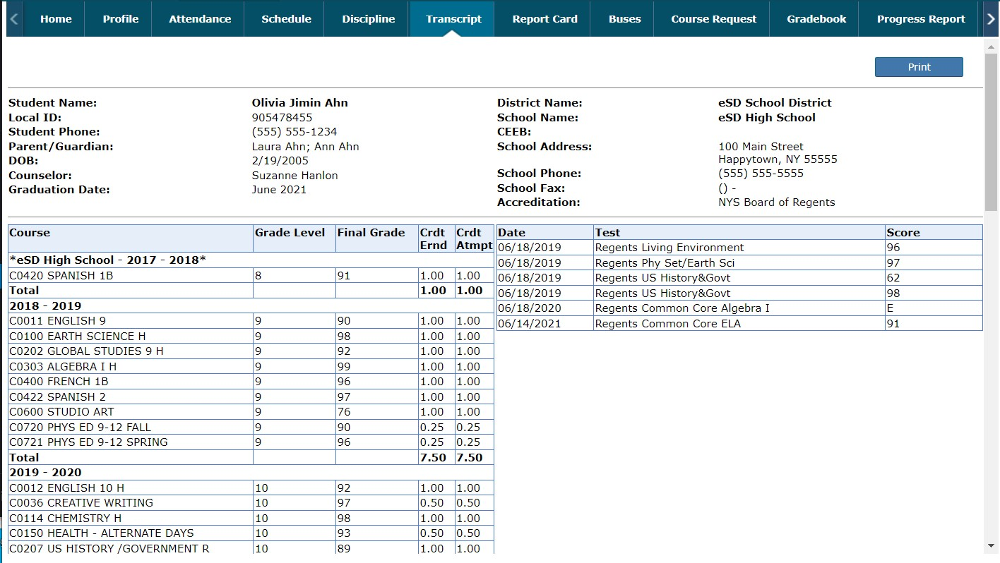 Home Profile Attendance Schedule Discipline Transcript Report Card Buses Course Request Gradebook Progress Report
Print
Student Name: Olivia Jimin Ahn
Local ID: 905478455
Student Phone: (555) 555-1234
Parent/Guardian: Laura Ahn; Ann Ahn
DOB: 2/19/2005
Counselor: Suzanne Hanlon
Graduation Date: June 2021
District Name: eSD School District
School Name: eSD High School
CEEB:
School Address: 100 Main Street
Happytown, NY 55555
School Phone: (555) 555-5555
School Fax: () -
Accreditation: NYS Board of Regents
Course Grade Level Final Grade Crdt Ernd Crdt Atmpt
*eSD High School - 2017 - 2018*
C0420 SPANISH 1B 8 91 1.00 1.00
Total 1.00 1.00
2018 - 2019
C0011 ENGLISH 9 9 90 1.00 1.00
C0100 EARTH SCIENCE H 9 98 1.00 1.00
C0202 GLOBAL STUDIES 9 H 9 92 1.00 1.00
C0303 ALGEBRA I H 9 99 1.00 1.00
C0400 FRENCH 1B 9 96 1.00 1.00
C0422 SPANISH 2 9 97 1.00 1.00
C0600 STUDIO ART 9 76 1.00 1.00
C0720 PHYS ED 9-12 FALL 9 90 0.25 0.25
C0721 PHYS ED 9-12 SPRING 9 96 0.25 0.25
Total 7.50 7.50
2019 - 2020
C0012 ENGLISH 10 H 10 92 1.00 1.00
C0036 CREATIVE WRITING 10 97 0.50 0.50
C0114 CHEMISTRY H 10 98 1.00 1.00
C0150 HEALTH - ALTERNATE DAYS 10 93 0.50 0.50
C0207 US HISTORY /GOVERNMENT R 10 89 1.00 1.00
Date Test Score
06/18/2019 Regents Living Environment 96
06/18/2019 Regents Phy Set/Earth Sci 97
06/18/2019 Regents US History&Govt 62
06/18/2019 Regents US History&Govt 98
06/18/2020 Regents Common Core Algebra I E
06/14/2021 Regents Common Core ELA 91